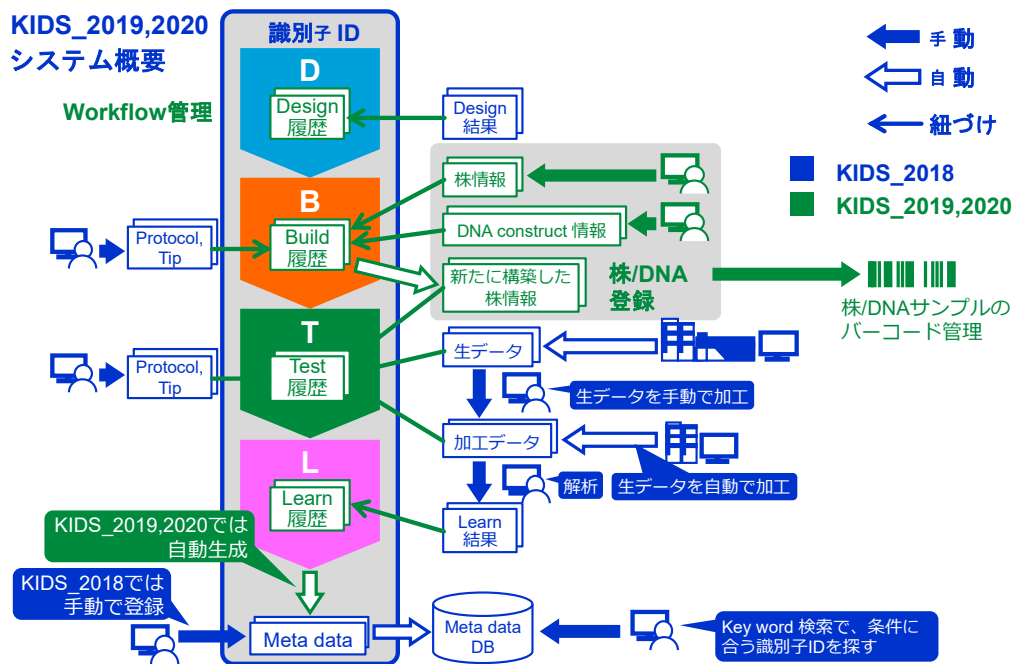 KIDS_2019,2020
システム概要
識別子 ID
手 動
自 動
紐づけ
KIDS_2018
KIDS_2019,2020
Workflow管理
D
Design
履歴
Design
結果
B
Build
履歴
Protocol,
Tip
株情報
DNA construct 情報
新たに構築した
株情報
株/DNA
登録
株/DNAサンプルの
バーコード管理
T
Test
履歴
Protocol,
Tip
生データ
生データを手動で加工
加工データ
生データを自動で加工
解析
L
Learn
履歴
Learn
結果
KIDS_2019,2020では
自動生成
KIDS_2018では
手動で登録
Meta data
Meta data
DB
Key word 検索で、条件に
合う識別子IDを探す